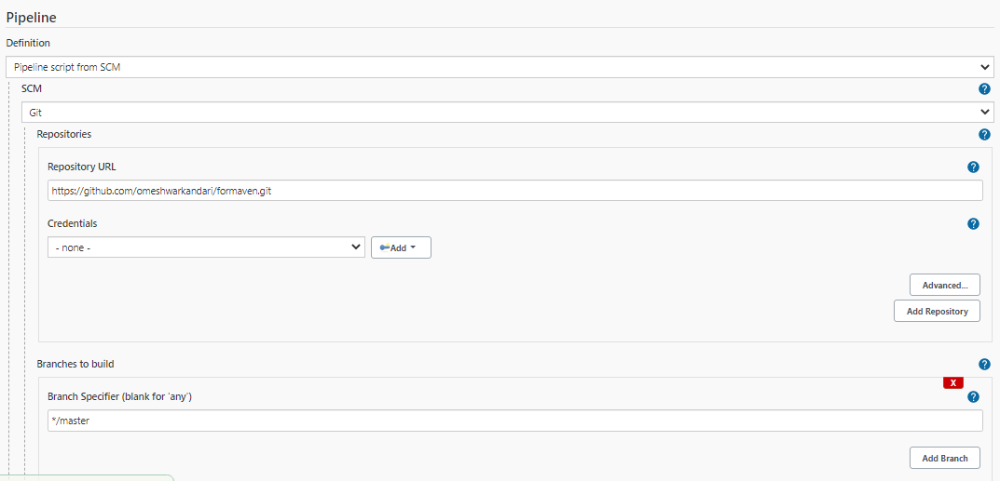 Pipeline
Definition
Pipeline script from SCM
SCM
?
Git
Repositories
?
Repository URL
?
https://github.com/omeshwarkandari/formaven.git
Credentials
?
- none -
Add
Advanced...
Add Repository
Branches to build
?
X
Branch Specifier (blank for 'any')
?
*/master
Add Branch